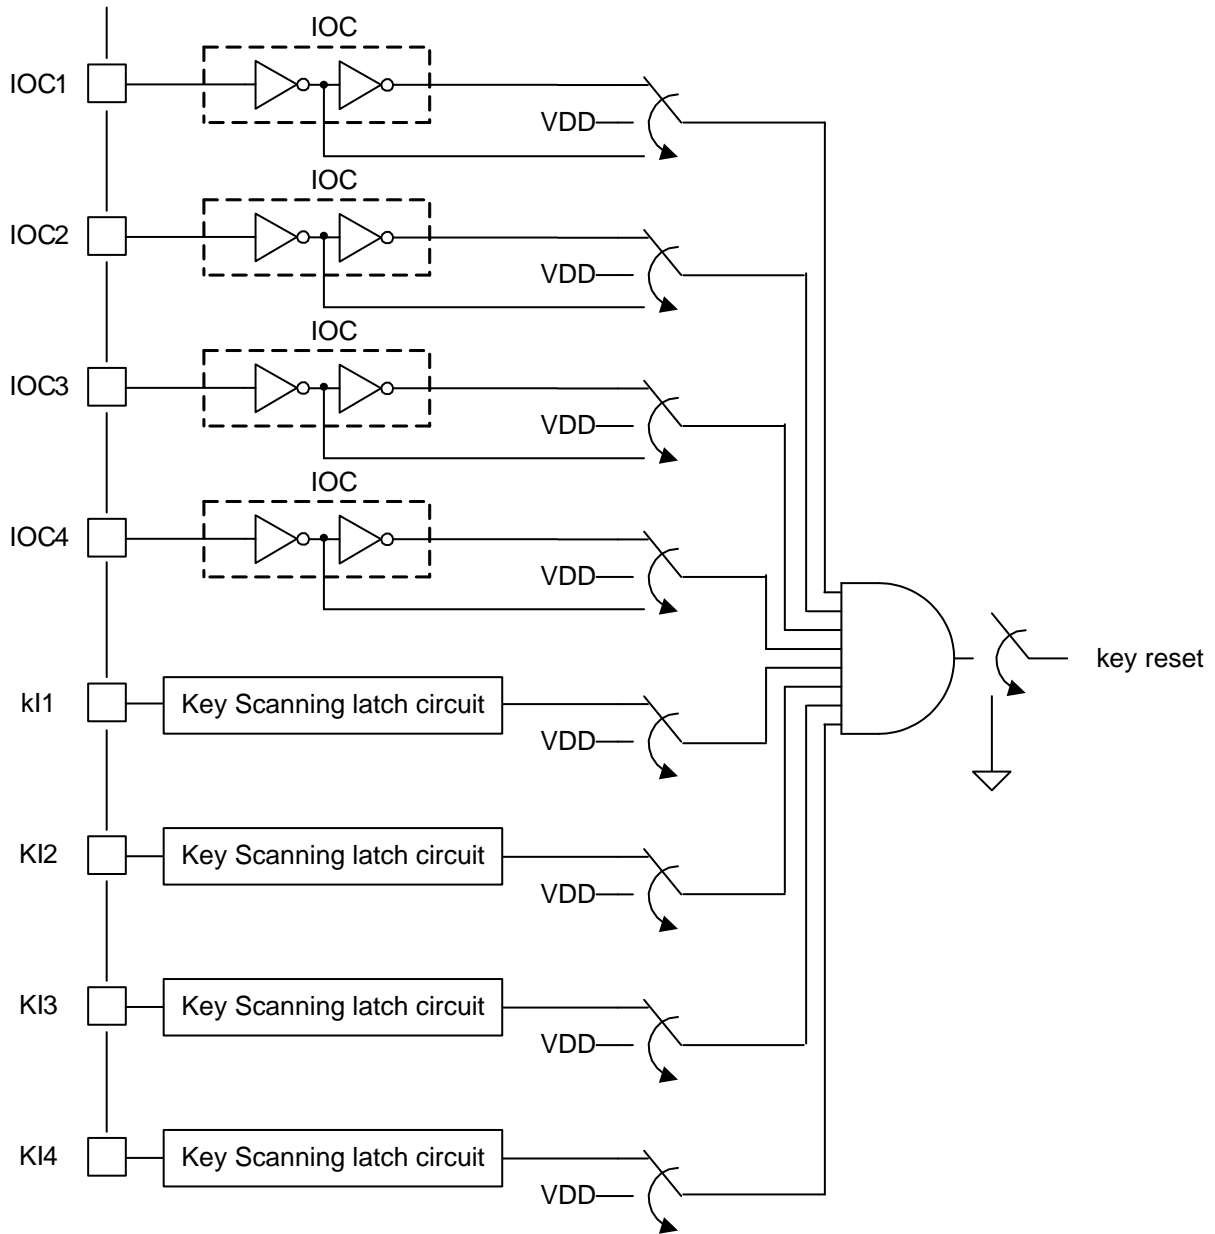 IOC
IOC1
VDD
IOC
IOC2
VDD
IOC
IOC3
VDD
IOC
IOC4
VDD
key reset
kI1
Key Scanning latch circuit
VDD
KI2
Key Scanning latch circuit
VDD
KI3
Key Scanning latch circuit
VDD
KI4
Key Scanning latch circuit
VDD